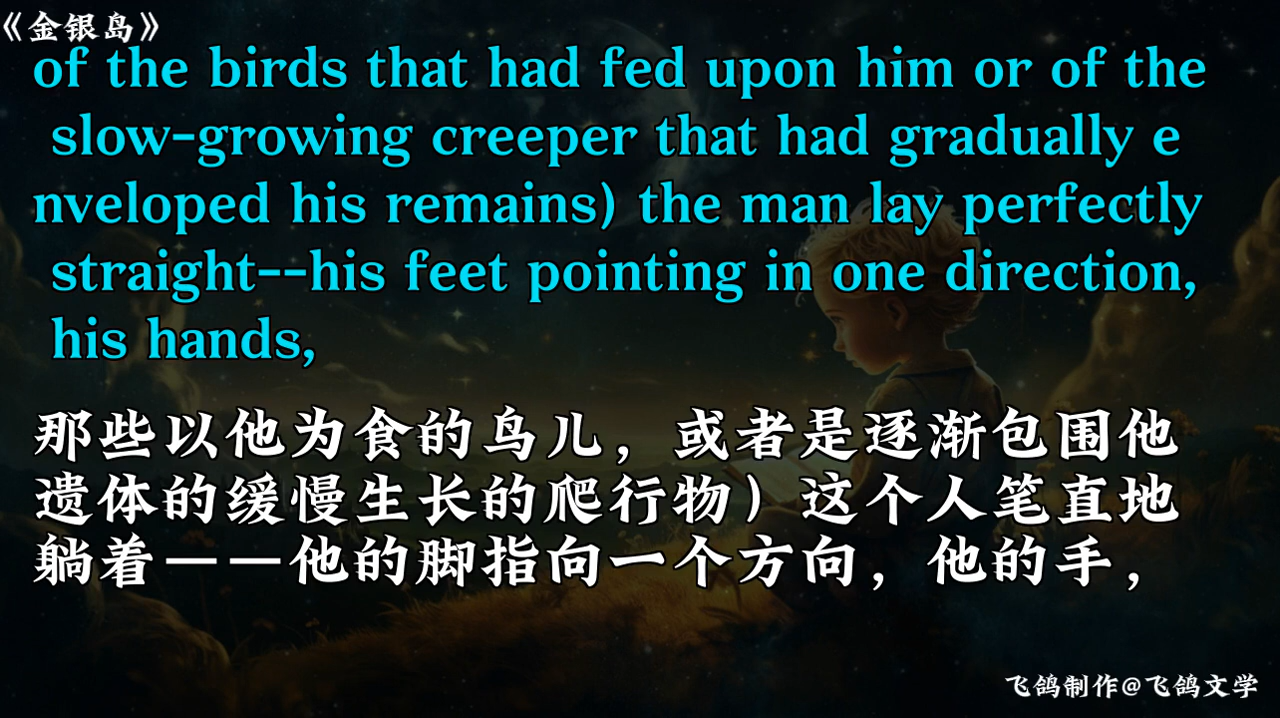 《金银岛》
of the birds that had fed upon him or of the
slow-growing creeper that had gradually e
nveloped his remains) the man lay perfectly
straight--his feet pointing in one direction,
his hands,
那些以他为食的鸟儿，或者是逐渐包围他
遗体的缓慢生长的爬行物）这个人笔直地
躺着——他的脚指向一个方向，他的手，
飞鸽制作@飞鸽文学